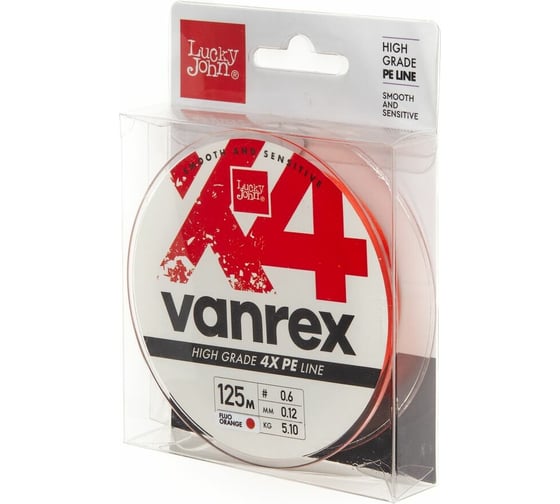 Lucky
John®
HIGH
GRADE
PE LINE
SMOOTH
AND
SENSITIVE
SMOOTH AND SENSITIVE
Lucky
John®
X4
vanrex
HIGH GRADE 4X PE LINE
125M
FLUO
ORANGE
# 0.6
MM 0.12
KG 5.10